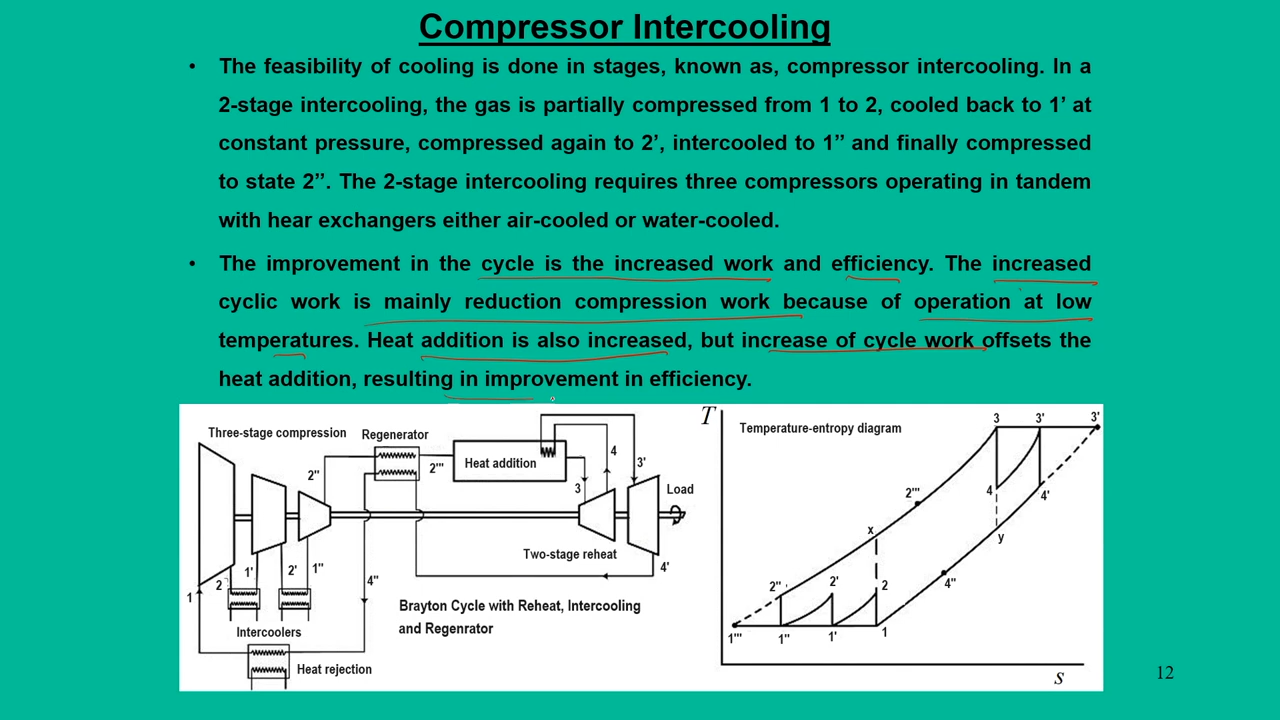 Compressor Intercooling
• The feasibility of cooling is done in stages, known as, compressor intercooling. In a
2-stage intercooling, the gas is partially compressed from 1 to 2, cooled back to 1’ at
constant pressure, compressed again to 2’, intercooled to 1” and finally compressed
to state 2”. The 2-stage intercooling requires three compressors operating in tandem
with hear exchangers either air-cooled or water-cooled.
• The improvement in the cycle is the increased work and efficiency. The increased
cyclic work is mainly reduction compression work because of operation at low
temperatures. Heat addition is also increased, but increase of cycle work offsets the
heat addition, resulting in improvement in efficiency.
Three-stage compression
Regenerator
2"
2'''
Heat addition
4
3'
3
Load
1
2
1'
2'
1"
4"
Two-stage reheat
4'
Intercoolers
Heat rejection
Brayton Cycle with Reheat, Intercooling
and Regenrator
T
Temperature-entropy diagram
3
3'
3'
2'''
4
4'
x
y
2"
2'
2
4"
1'''
1"
1'
1
s
12